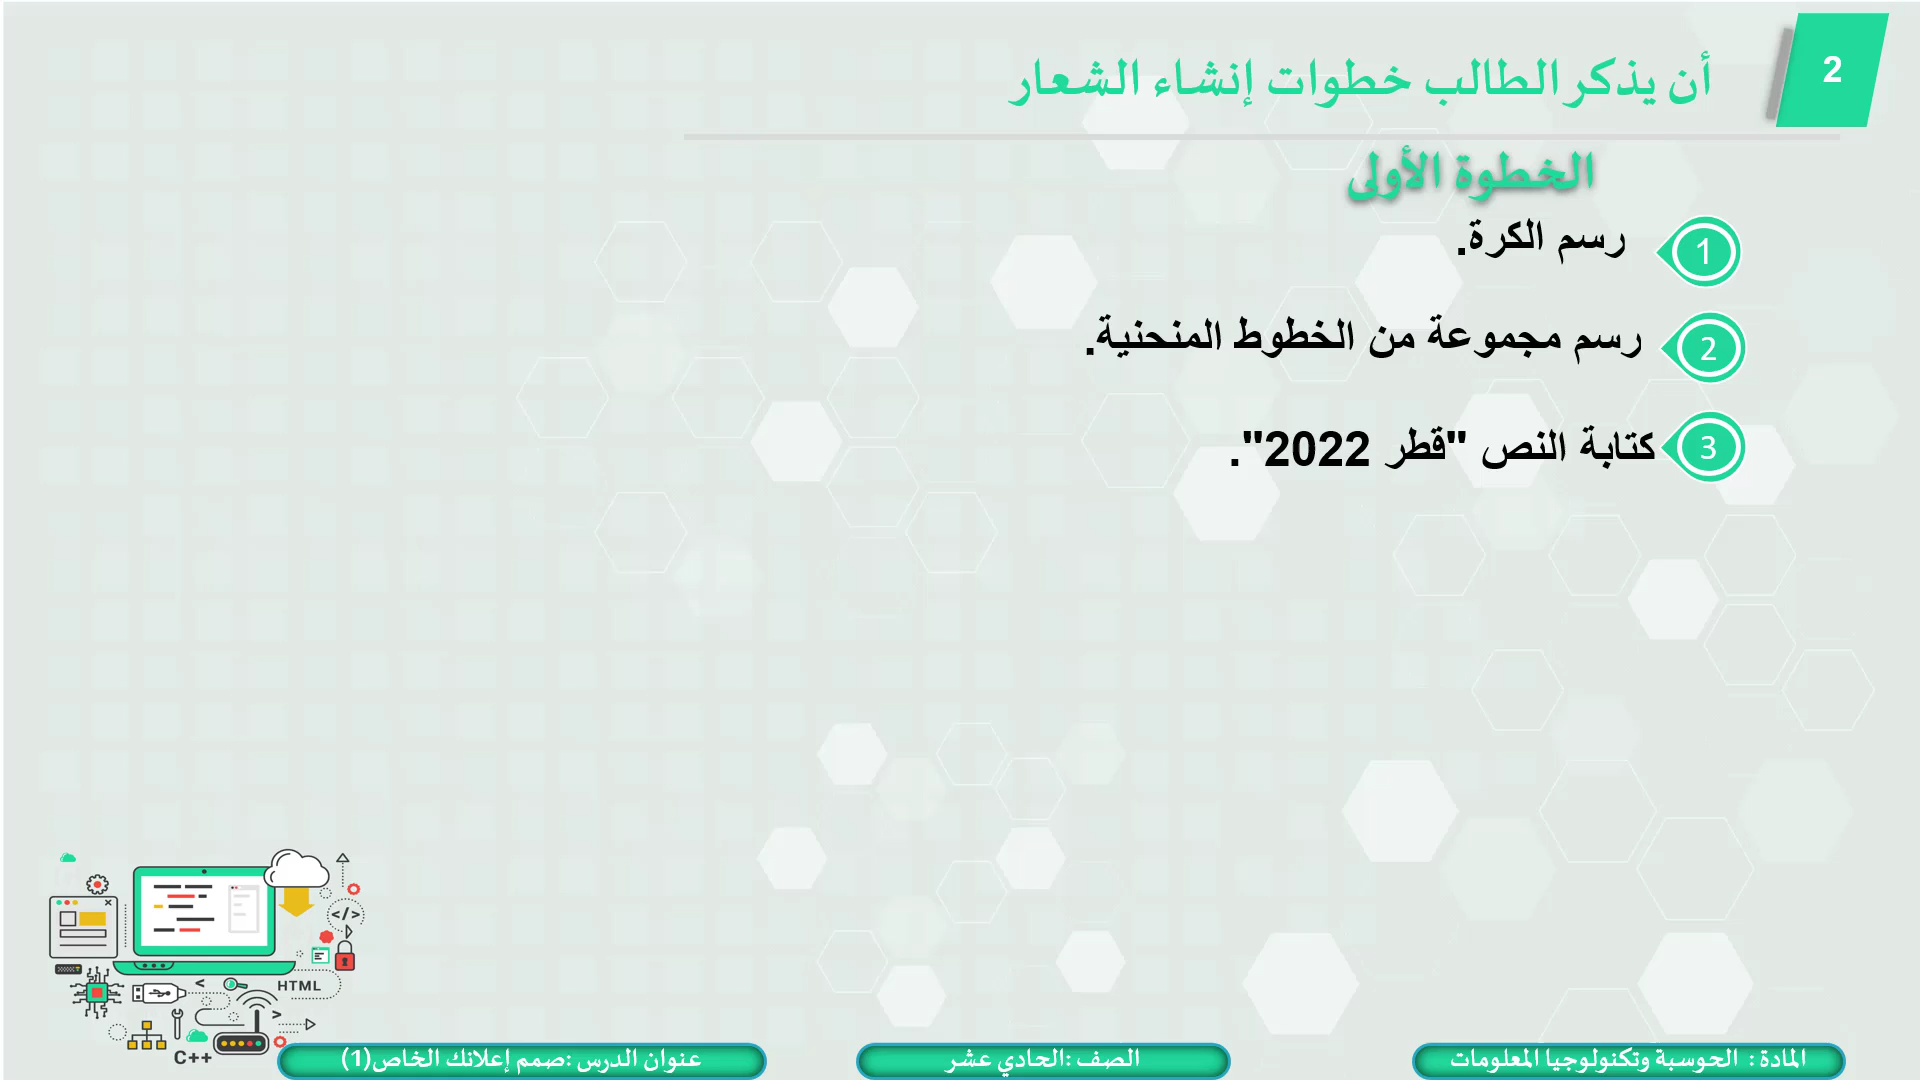 2
أن يذكر الطالب خطوات إنشاء الشعار
الخطوة الأولى
1 رسم الكرة.
2 رسم مجموعة من الخطوط المنحنية.
3 كتابة النص "قطر 2022".
</>
HTML
C++
المادة : الحوسبة وتكنولوجيا المعلومات
الصف :الحادي عشر
عنوان الدرس :صمم إعلانك الخاص(1)